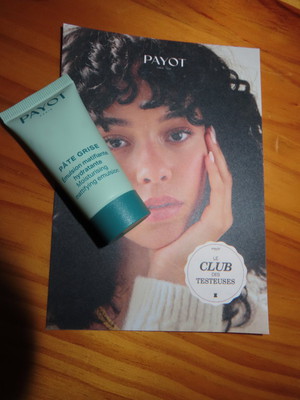 PAYOT
PAYOT
PÂTE GRISE
Émulsion matifiante
hydratante
Moisturising
mattifying emulsion
LE
CLUB
DES
TESTEUSES